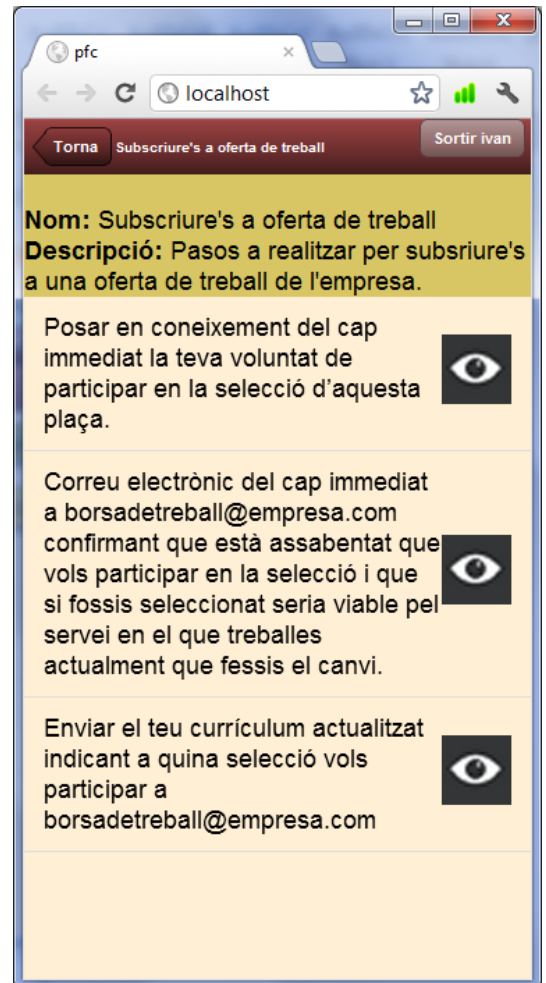 pfc
localhost
Torna
Subscriure's a oferta de treball
Sortir ivan
Nom: Subscriure's a oferta de treball
Descripció: Pasos a realitzar per subsriure's
a una oferta de treball de l'empresa.
Posar en coneixement del cap
immediat la teva voluntat de
participar en la selecció d’aquesta
plaça.
Correu electrònic del cap immediat
a borsadetreball@empresa.com
confirmant que està assabentat que
vols participar en la selecció i que
si fossis seleccionat seria viable pel
servei en el que treballes
actualment que fessis el canvi.
Enviar el teu currículum actualitzat
indicant a quina selecció vols
participar a
borsadetreball@empresa.com